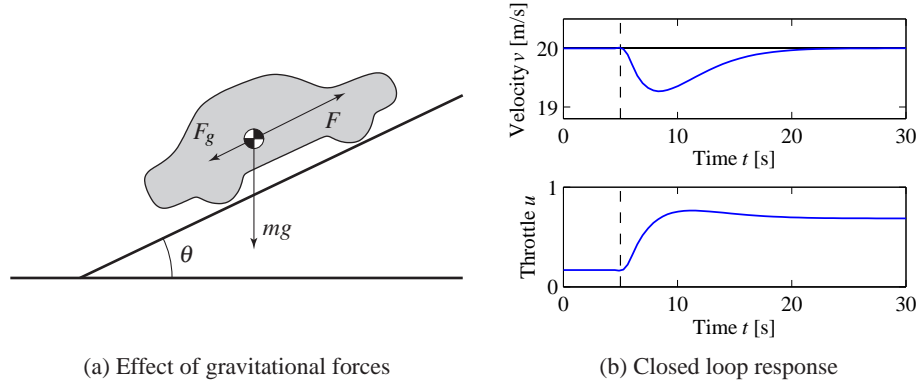 F_g
F
mg
θ
(a) Effect of gravitational forces
Velocity v [m/s]
20
19
0
10
20
30
Time t [s]
Throttle u
1
0
0
10
20
30
Time t [s]
(b) Closed loop response